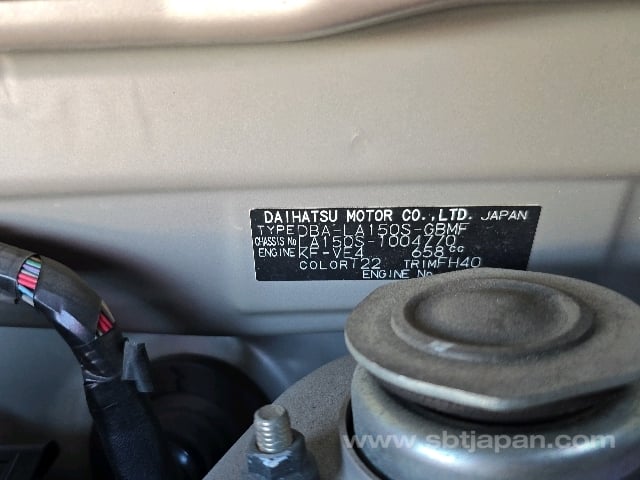 DAIHATSU MOTOR CO.,LTD. JAPAN
TYPE DBA-LA150S-GBMF
CHASSIS No LA150S-1004770
ENGINE KF-VE4 658cc
COLOR T22 TRIM FH40
ENGINE No
www.sbtjapan.com